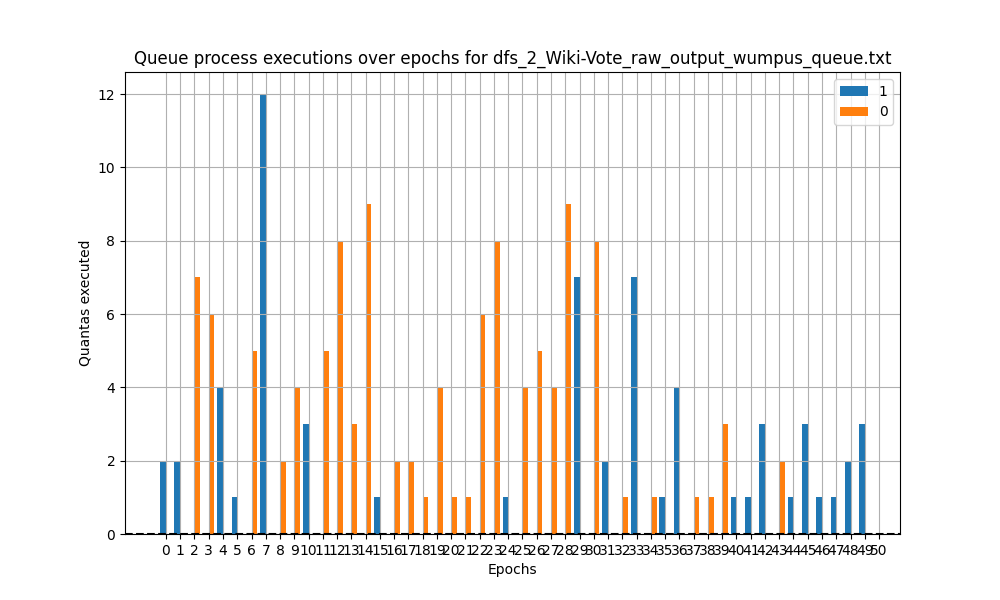 Queue process executions over epochs for dfs_2_Wiki-Vote_raw_output_wumpus_queue.txt
1
0
12
10
8
6
4
2
0
Quantas executed
0 1 2 3 4 5 6 7 8 9 10 11 12 13 14 15 16 17 18 19 20 21 22 23 24 25 26 27 28 29 30 31 32 33 34 35 36 37 38 39 40 41 42 43 44 45 46 47 48 49 50
Epochs